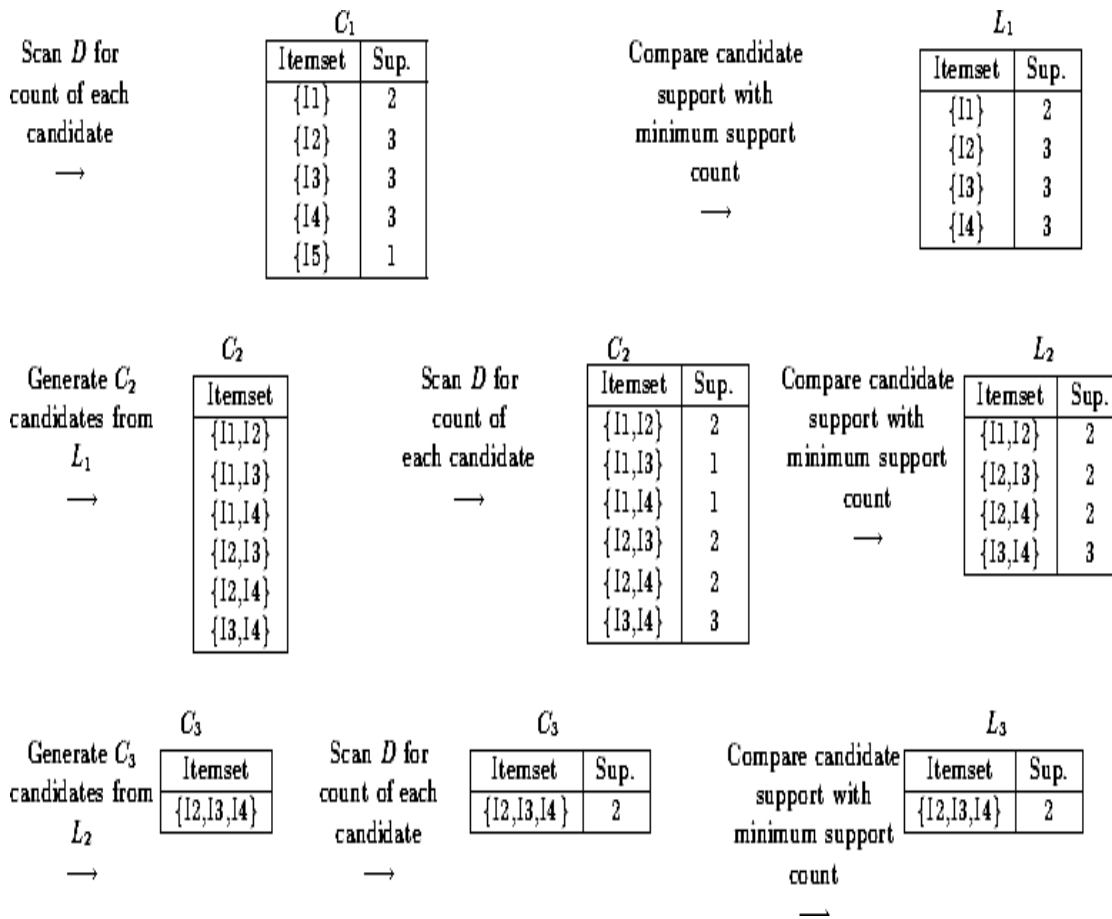 C₁
Scan D for
count of each
candidate
→
Itemset Sup.
{I1} 2
{I2} 3
{I3} 3
{I4} 3
{I5} 1
Compare candidate
support with
minimum support
count
→
L₁
Itemset Sup.
{I1} 2
{I2} 3
{I3} 3
{I4} 3
Generate C₂
candidates from
L₁
→
C₂
Itemset
{I1,I2}
{I1,I3}
{I1,I4}
{I2,I3}
{I2,I4}
{I3,I4}
Scan D for
count of
each candidate
→
C₂
Itemset Sup.
{I1,I2} 2
{I1,I3} 1
{I1,I4} 1
{I2,I3} 2
{I2,I4} 2
{I3,I4} 3
Compare candidate
support with
minimum support
count
→
L₂
Itemset Sup.
{I1,I2} 2
{I2,I3} 2
{I2,I4} 2
{I3,I4} 3
Generate C₃
candidates from
L₂
→
C₃
Itemset
{I2,I3,I4}
Scan D for
count of each
candidate
→
C₃
Itemset Sup.
{I2,I3,I4} 2
Compare candidate
support with
minimum support
count
→
L₃
Itemset Sup.
{I2,I3,I4} 2